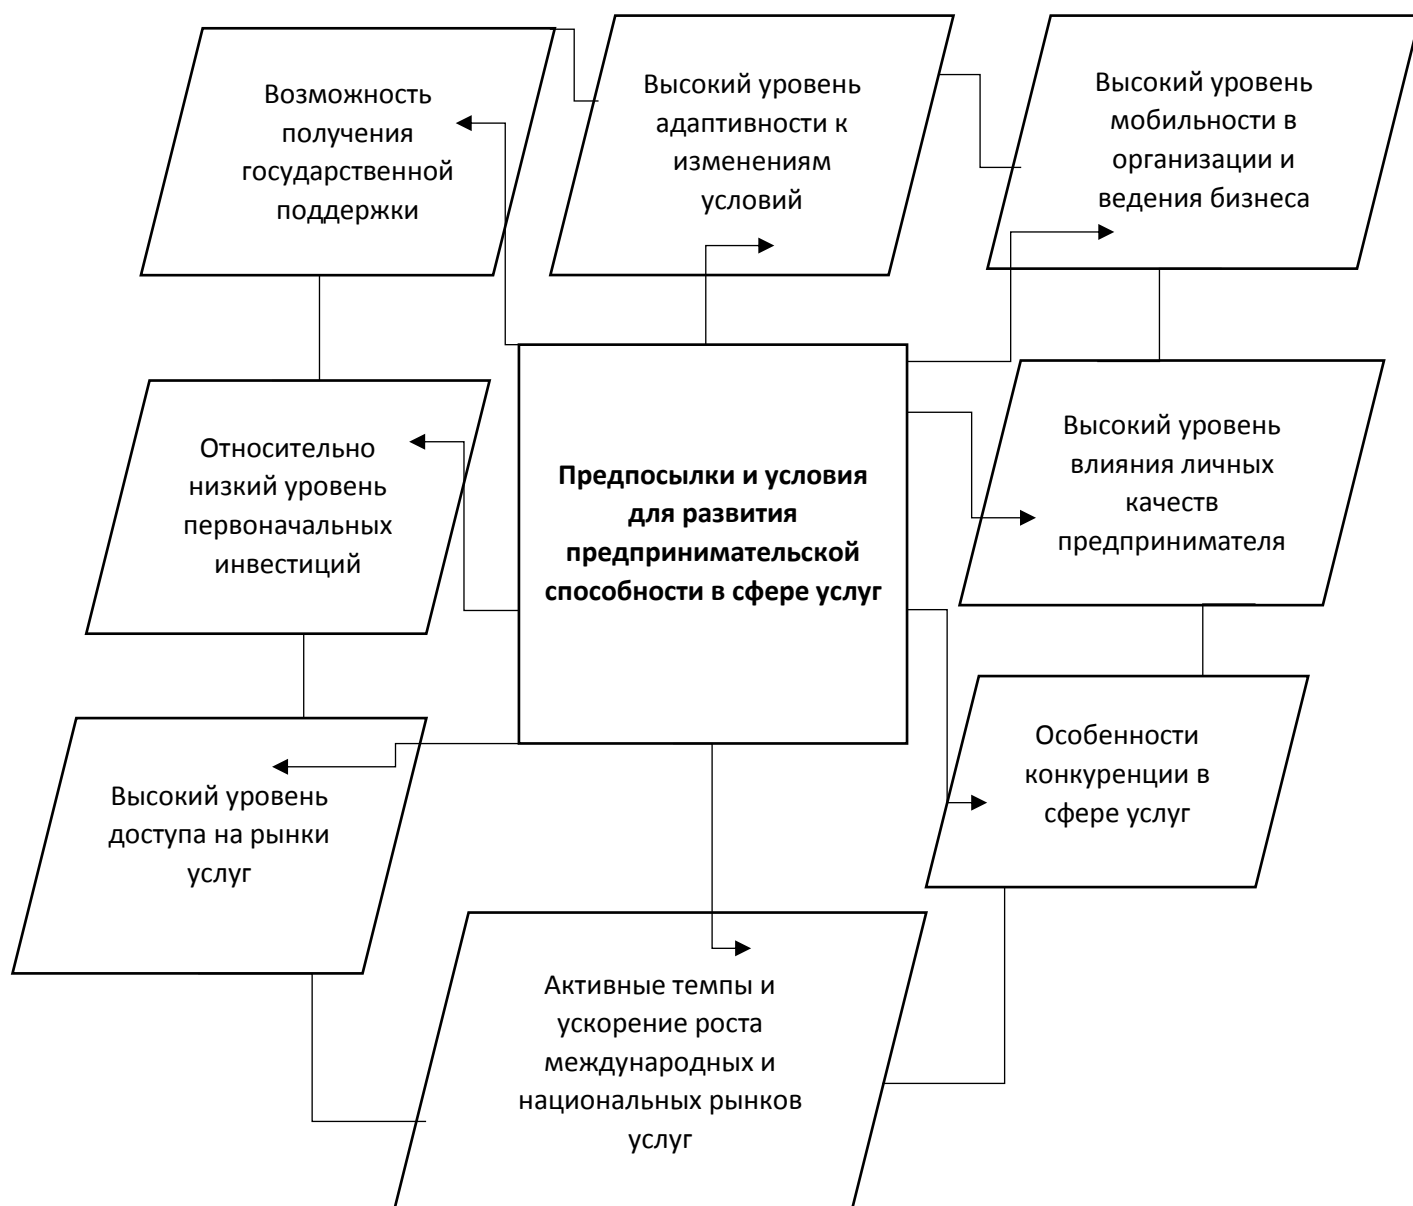 Возможность
получения
государственной
поддержки
Высокий уровень
адаптивности к
изменениям
условий
Высокий уровень
мобильности в
организации и
ведения бизнеса
Относительно
низкий уровень
первоначальных
инвестиций
Предпосылки и условия
для развития
предпринимательской
способности в сфере услуг
Высокий уровень
влияния личных
качеств
предпринимателя
Высокий уровень
доступа на рынки
услуг
Особенности
конкуренции в
сфере услуг
Активные темпы и
ускорение роста
международных и
национальных рынков
услуг